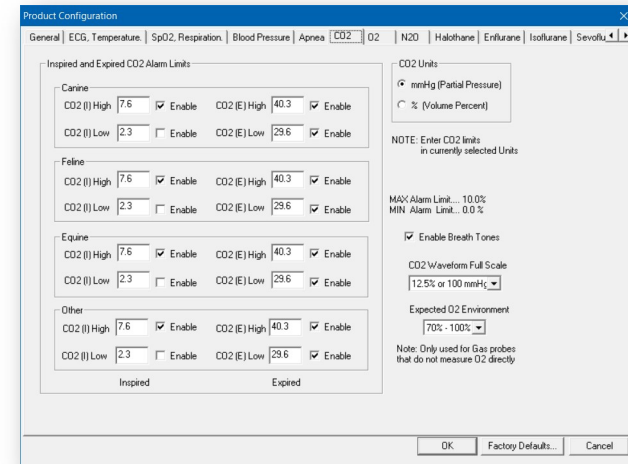 Product Configuration
General ECG, Temperature. SpO2, Respiration. Blood Pressure Apnea CO2 O2 N2O Halothane Enflurane Isoflurane Sevoflu
Inspired and Expired CO2 Alarm Limits
Canine
CO2 (I) High 7.6 Enable CO2 (E) High 40.3 Enable
CO2 (I) Low 2.3 Enable CO2 (E) Low 29.6 Enable
Feline
CO2 (I) High 7.6 Enable CO2 (E) High 40.3 Enable
CO2 (I) Low 2.3 Enable CO2 (E) Low 29.6 Enable
Equine
CO2 (I) High 7.6 Enable CO2 (E) High 40.3 Enable
CO2 (I) Low 2.3 Enable CO2 (E) Low 29.6 Enable
Other
CO2 (I) High 7.6 Enable CO2 (E) High 40.3 Enable
CO2 (I) Low 2.3 Enable CO2 (E) Low 29.6 Enable
Inspired Expired
CO2 Units
mmHg (Partial Pressure)
% (Volume Percent)
NOTE: Enter CO2 limits
in currently selected Units
MAX Alarm Limit.... 10.0%
MIN Alarm Limit... 0.0 %
Enable Breath Tones
CO2 Waveform Full Scale
12.5% or 100 mmHg
Expected O2 Environment
70% - 100%
Note: Only used for Gas probes
that do not measure O2 directly
OK Factory Defaults... Cancel